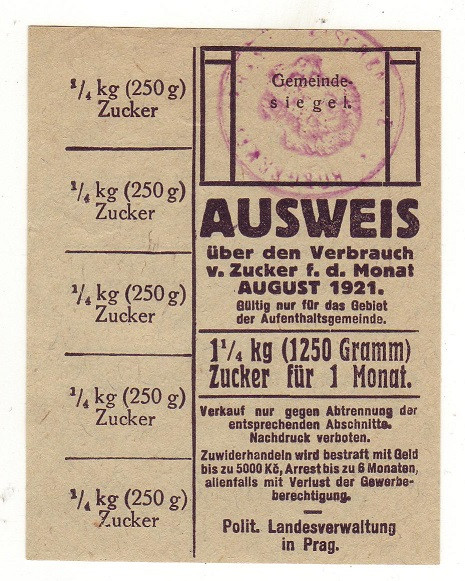 ¼ kg (250 g)
Zucker
¼ kg (250 g)
Zucker
¼ kg (250 g)
Zucker
¼ kg (250 g)
Zucker
¼ kg (250 g)
Zucker
Gemeinde-
siegel.
AUSWEIS
über den Verbrauch
v. Zucker f. d. Monat
AUGUST 1921.
Gültig nur für das Gebiet
der Aufenthaltsgemeinde.
1¼ kg (1250 Gramm)
Zucker für 1 Monat.
Verkauf nur gegen Abtrennung der
entsprechenden Abschnitte.
Nachdruck verboten.
Zuwiderhandeln wird bestraft mit Geld
bis zu 5000 Kč, Arrest bis zu 6 Monaten,
allenfalls mit Verlust der Gewerbe-
berechtigung.
Polit. Landesverwaltung
in Prag.